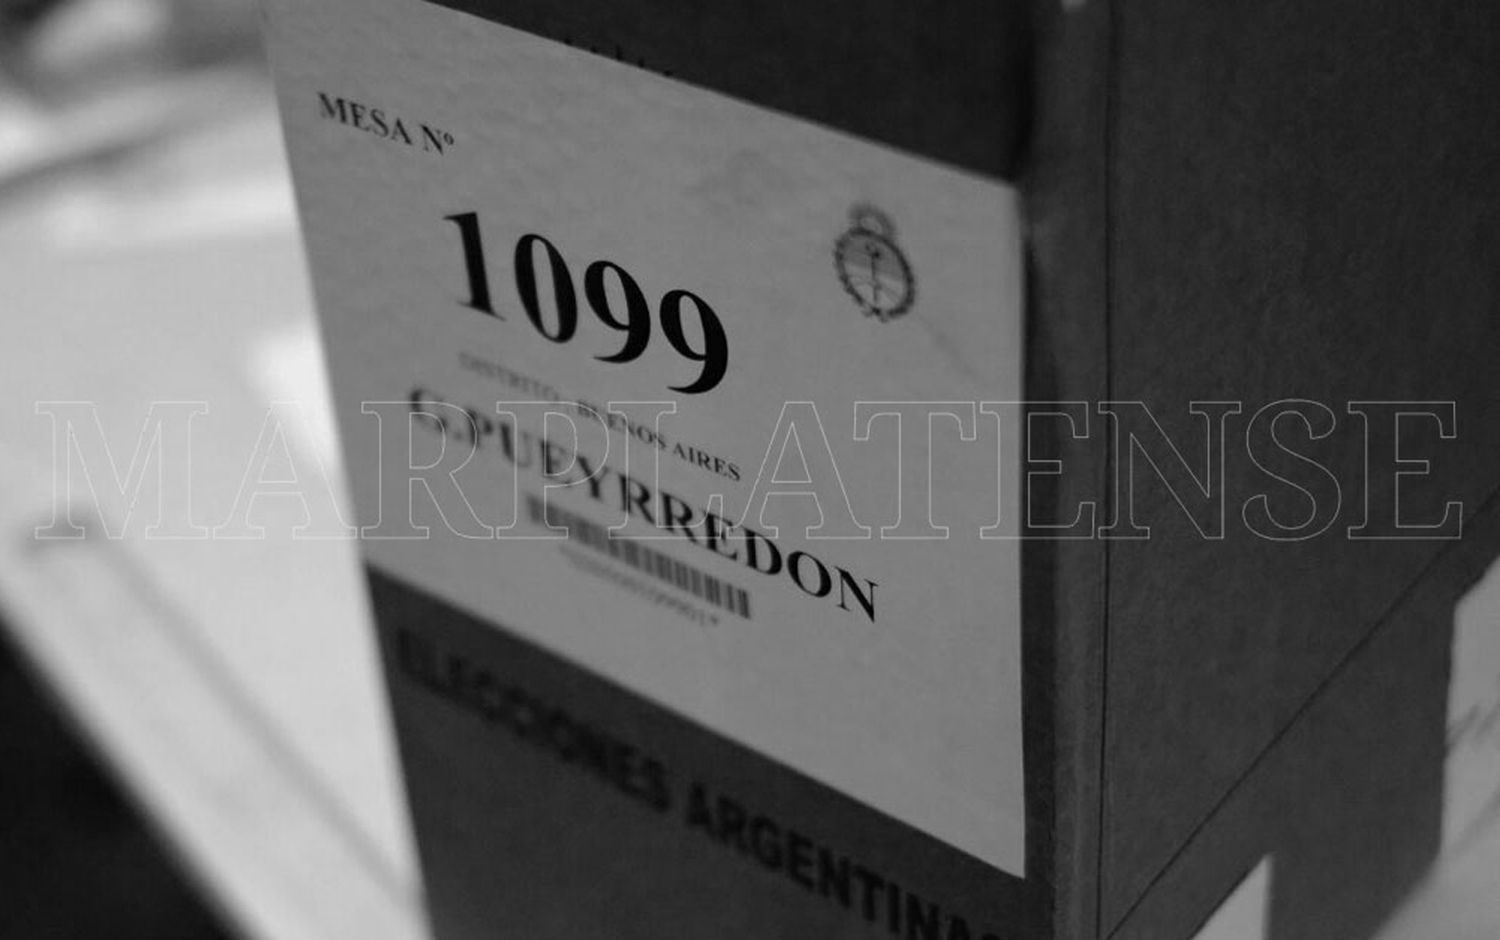 MESA Nº
1099
DISTRITO: BUENOS AIRES
G.PUEYRREDON
ELECCIONES ARGENTINAS
MARPLATENSE